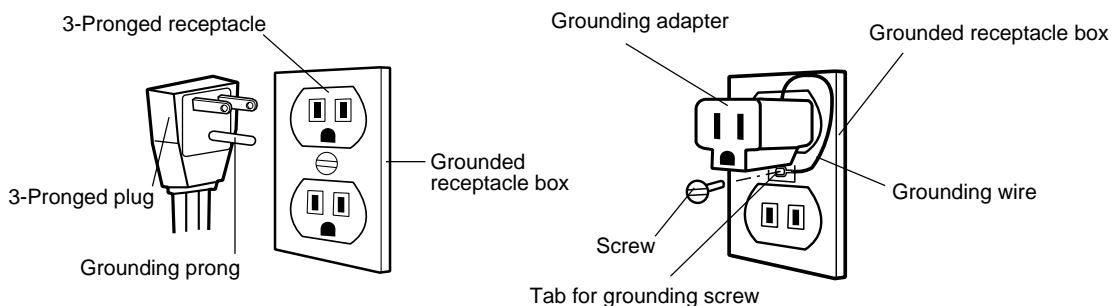 3-Pronged receptacle
3-Pronged plug
Grounding prong
Grounded
receptacle box
Grounding adapter
Grounded receptacle box
Grounding wire
Screw
Tab for grounding screw